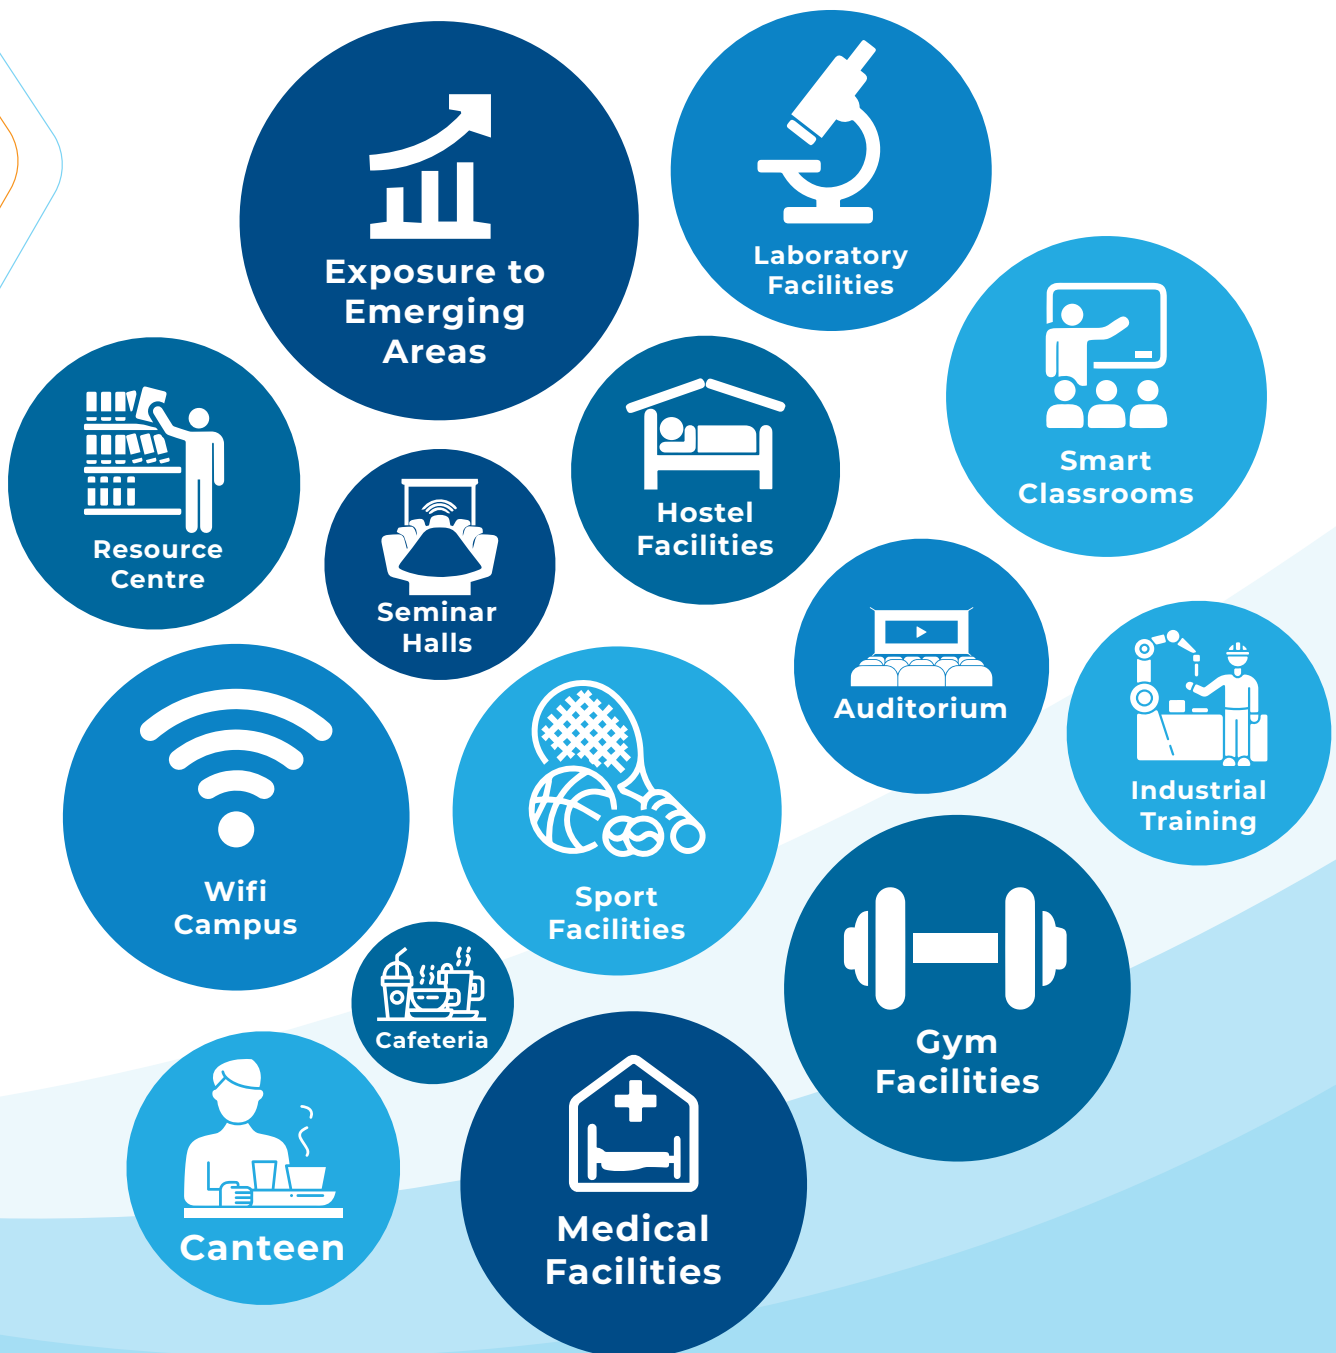 Exposure to
Emerging
Areas
Laboratory
Facilities
Smart
Classrooms
Resource
Centre
Seminar
Halls
Hostel
Facilities
Auditorium
Industrial
Training
Wifi
Campus
Sport
Facilities
Cafeteria
Gym
Facilities
Canteen
Medical
Facilities